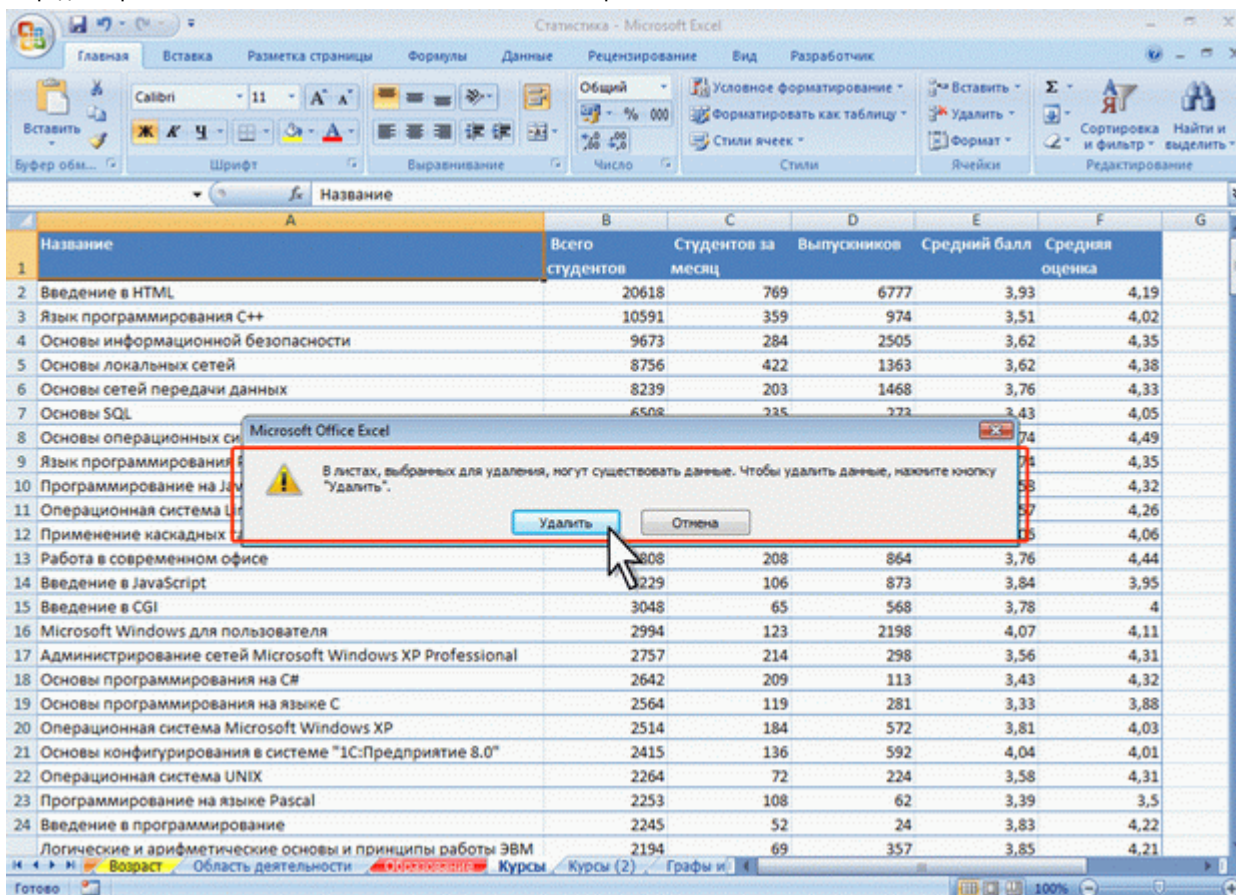 Статистика - Microsoft Excel
Главная Вставка Разметка страницы Формулы Данные Рецензирование Вид Разработчик
Вставить
Calibri 11
Ж К Ч
Общий
% 000
Условное форматирование
Форматировать как таблицу
Стили ячеек
Вставить
Удалить
Формат
Σ
Сортировка и фильтр
Найти и выделить
Буфер обм... Шрифт Выравнивание Число Стили Ячейки Редактирование
fx Название
A B C D E F G
1 Название Всего студентов Студентов за месяц Выпускников Средний балл Средняя оценка
2 Введение в HTML 20618 769 6777 3,93 4,19
3 Язык программирования C++ 10591 359 974 3,51 4,02
4 Основы информационной безопасности 9673 284 2505 3,62 4,35
5 Основы локальных сетей 8756 422 1363 3,62 4,38
6 Основы сетей передачи данных 8239 203 1468 3,76 4,33
7 Основы SQL 6508 235 273 3,43 4,05
8 Основы операционных 74 4,49
9 Язык программирования 4,35
10 Программирование на 4,32
11 Операционная система 4,26
12 Применение каскадных 4,06
Microsoft Office Excel
В листах, выбранных для удаления, могут существовать данные. Чтобы удалить данные, нажмите кнопку
"Удалить".
Удалить Отмена
13 Работа в современном офисе 808 208 864 3,76 4,44
14 Введение в JavaScript 229 106 873 3,84 3,95
15 Введение в CGI 3048 65 568 3,78 4
16 Microsoft Windows для пользователя 2994 123 2198 4,07 4,11
17 Администрирование сетей Microsoft Windows XP Professional 2757 214 298 3,56 4,31
18 Основы программирования на C# 2642 209 113 3,43 4,32
19 Основы программирования на языке C 2564 119 281 3,33 3,88
20 Операционная система Microsoft Windows XP 2514 184 572 3,81 4,03
21 Основы конфигурирования в системе "1С:Предприятие 8.0" 2415 136 592 4,04 4,01
22 Операционная система UNIX 2264 72 224 3,58 4,31
23 Программирование на языке Pascal 2253 108 62 3,39 3,5
24 Введение в программирование 2245 52 24 3,83 4,22
Логические и арифметические основы и принципы работы ЭВМ 2194 69 357 3,85 4,21
Возраст Область деятельности Образование Курсы Курсы (2) Графы и
Готово 100%